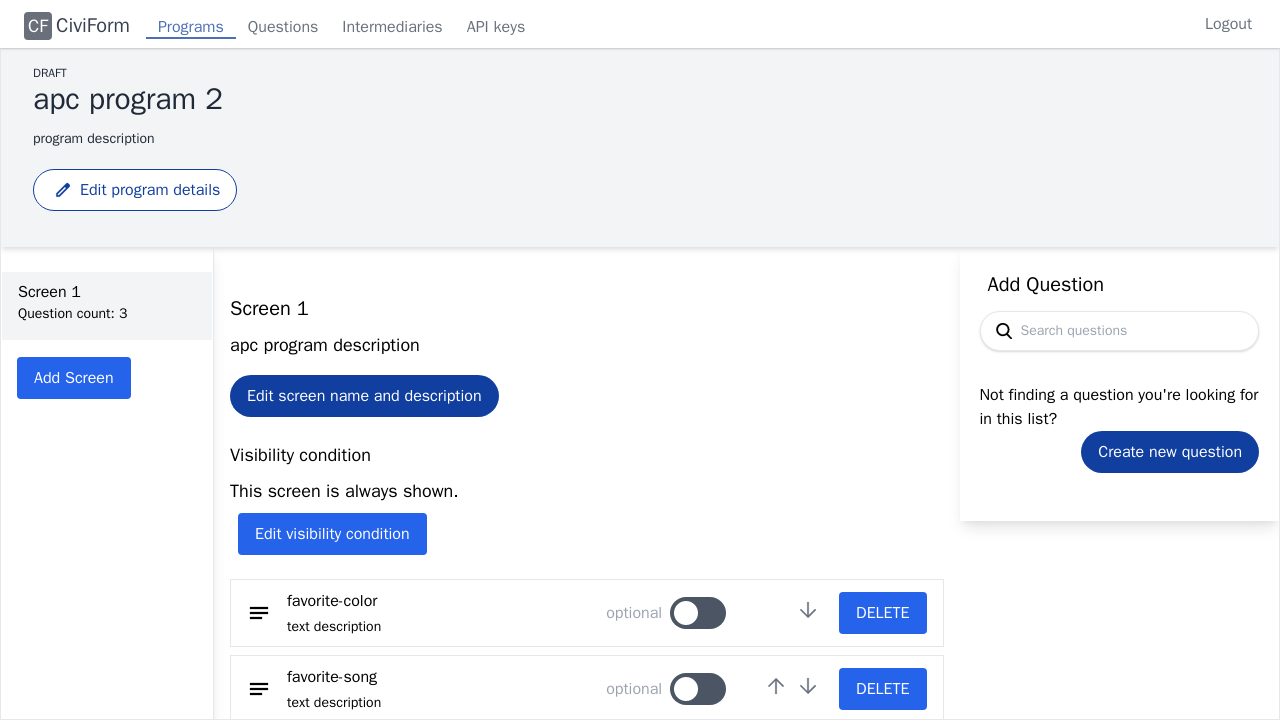 CF CiviForm Programs Questions Intermediaries API keys Logout
DRAFT
apc program 2
program description
Edit program details
Screen 1
Question count: 3
Add Screen
Screen 1
apc program description
Edit screen name and description
Visibility condition
This screen is always shown.
Edit visibility condition
favorite-color
text description
optional
DELETE
favorite-song
text description
optional
DELETE
Add Question
Search questions
Not finding a question you're looking for
in this list?
Create new question